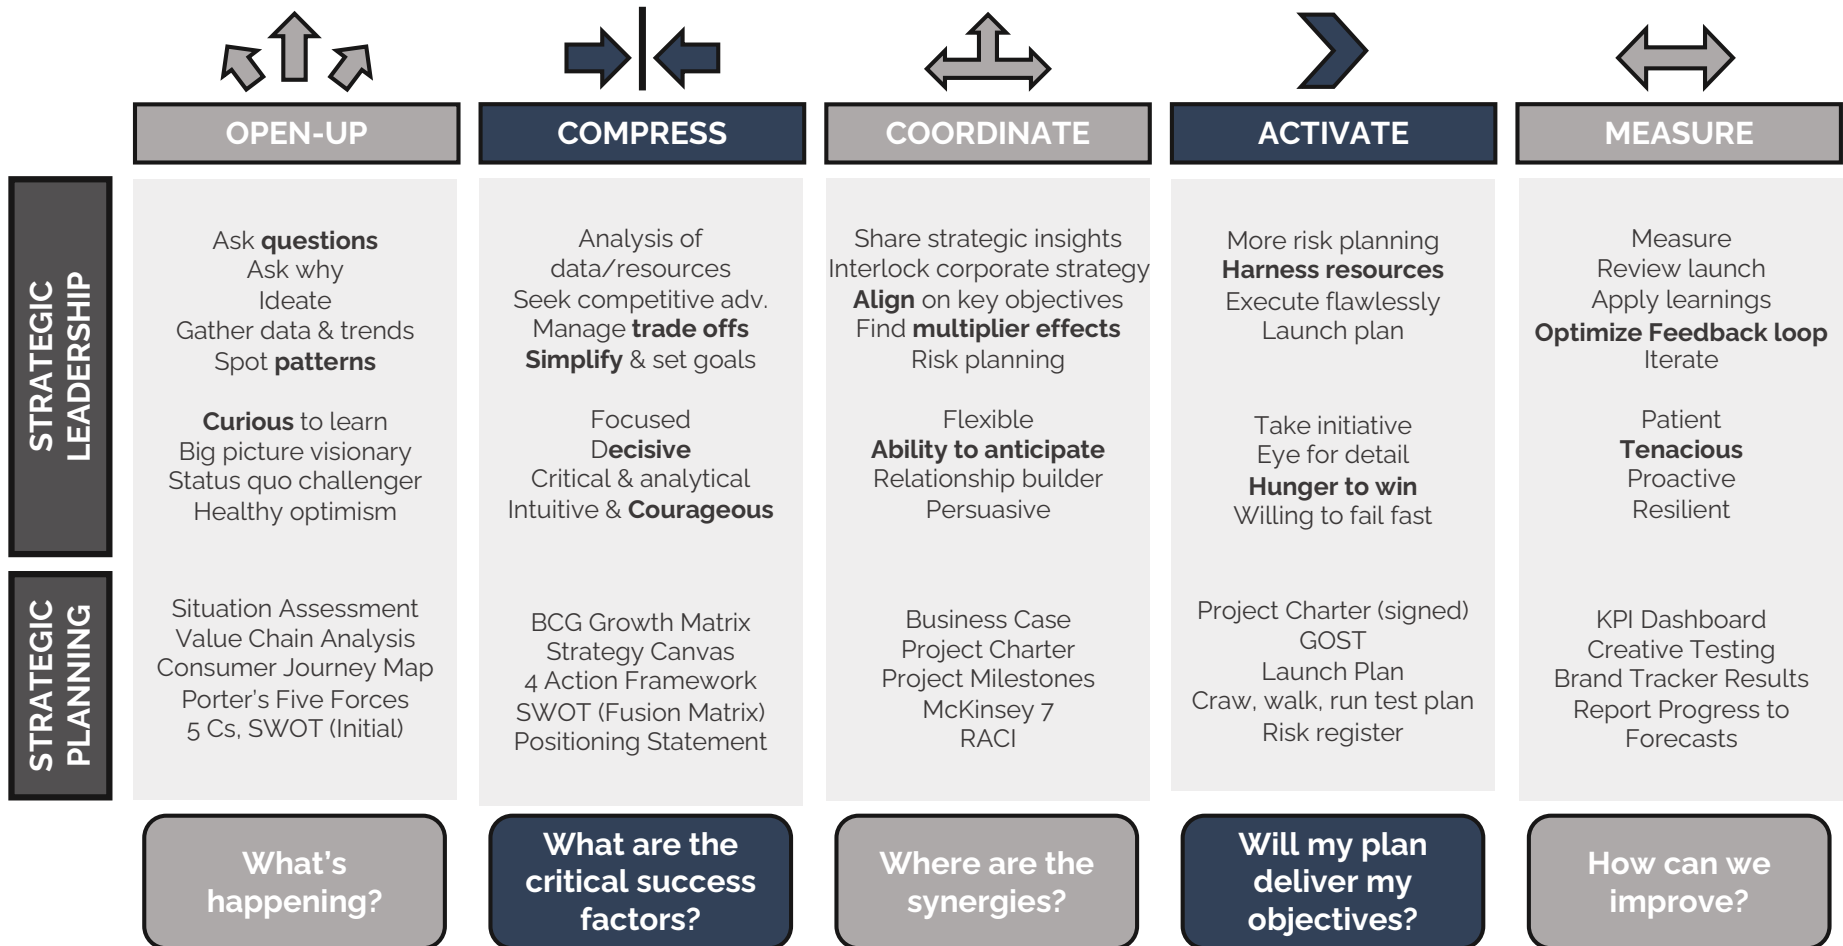 OPEN-UP
COMPRESS
COORDINATE
ACTIVATE
MEASURE
STRATEGIC
LEADERSHIP
Ask questions
Ask why
Ideate
Gather data & trends
Spot patterns
Curious to learn
Big picture visionary
Status quo challenger
Healthy optimism
Analysis of
data/resources
Seek competitive adv.
Manage trade offs
Simplify & set goals
Focused
Decisive
Critical & analytical
Intuitive & Courageous
Share strategic insights
Interlock corporate strategy
Align on key objectives
Find multiplier effects
Risk planning
Flexible
Ability to anticipate
Relationship builder
Persuasive
More risk planning
Harness resources
Execute flawlessly
Launch plan
Take initiative
Eye for detail
Hunger to win
Willing to fail fast
Measure
Review launch
Apply learnings
Optimize Feedback loop
Iterate
Patient
Tenacious
Proactive
Resilient
STRATEGIC
PLANNING
Situation Assessment
Value Chain Analysis
Consumer Journey Map
Porter's Five Forces
5 Cs, SWOT (Initial)
BCG Growth Matrix
Strategy Canvas
4 Action Framework
SWOT (Fusion Matrix)
Positioning Statement
Business Case
Project Charter
Project Milestones
McKinsey 7
RACI
Project Charter (signed)
GOST
Launch Plan
Craw, walk, run test plan
Risk register
KPI Dashboard
Creative Testing
Brand Tracker Results
Report Progress to
Forecasts
What's
happening?
What are the
critical success
factors?
Where are the
synergies?
Will my plan
deliver my
objectives?
How can we
improve?